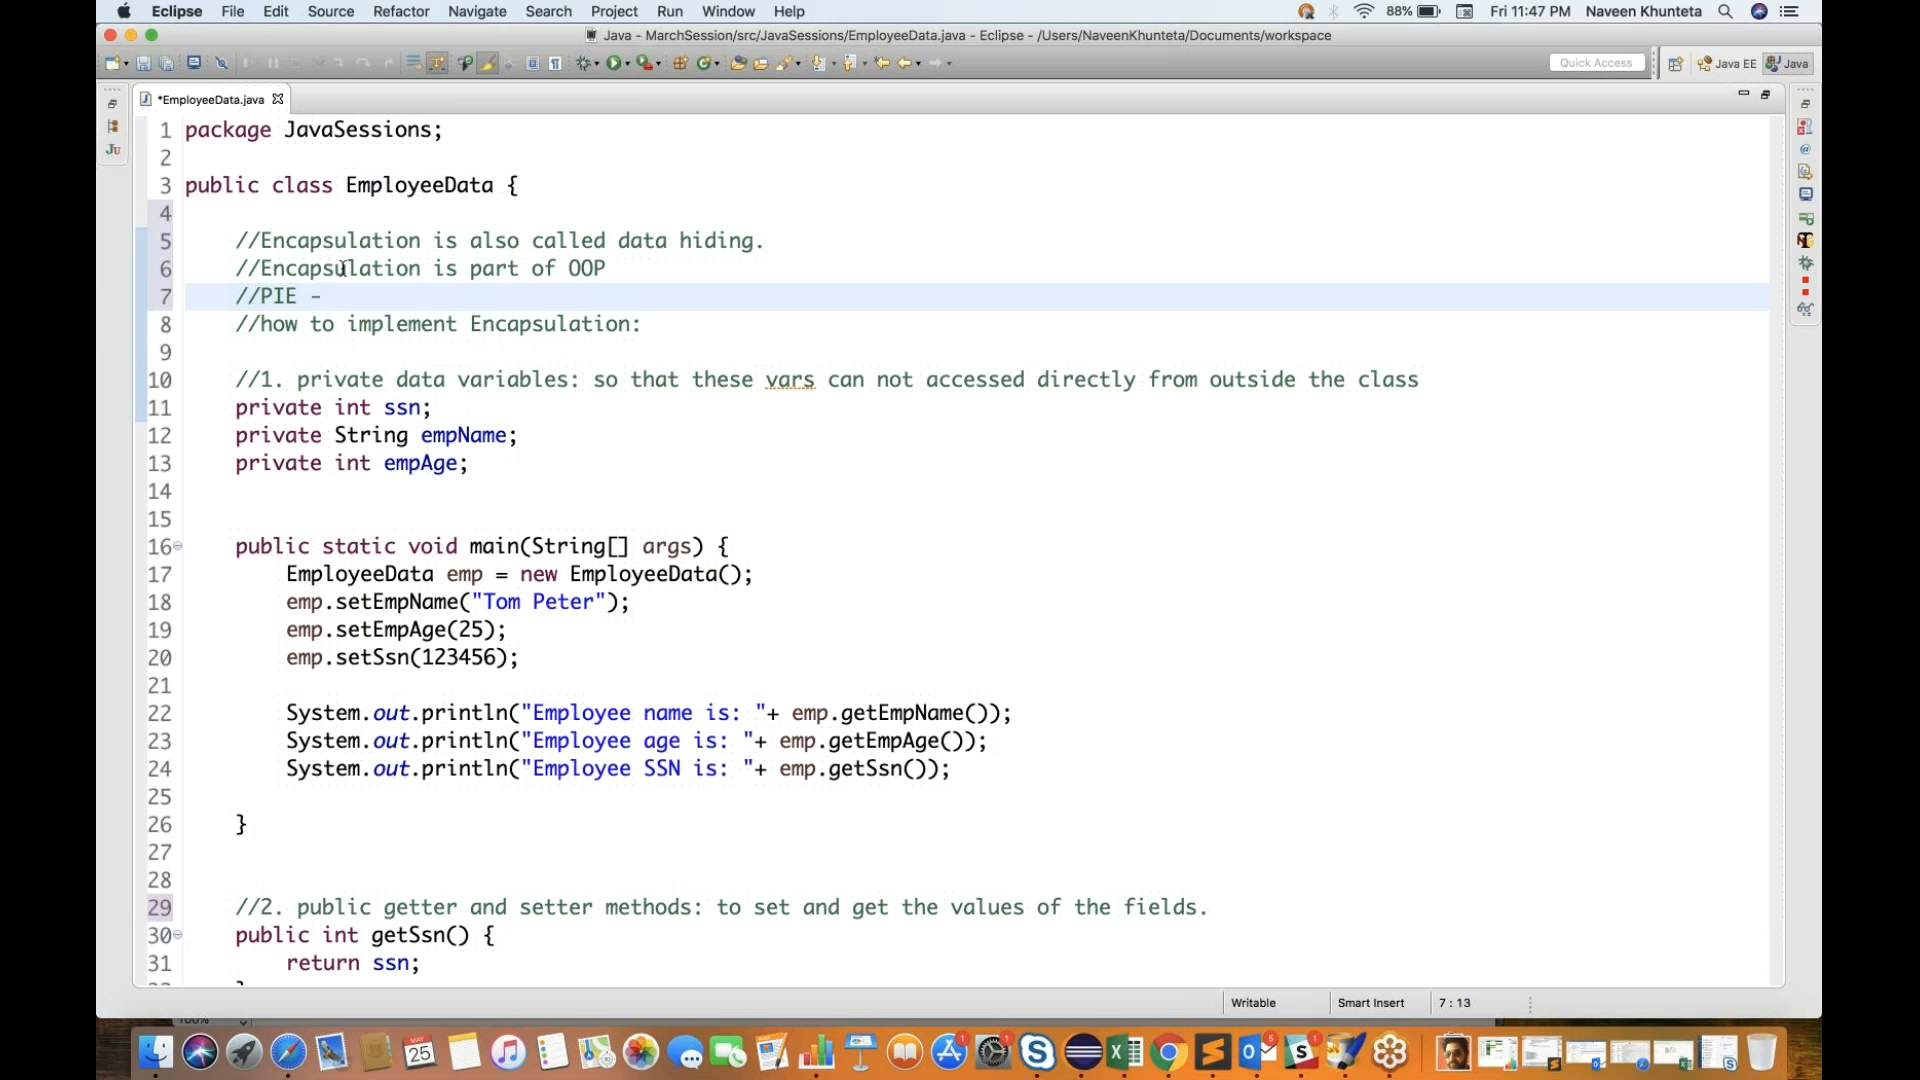 Eclipse File Edit Source Refactor Navigate Search Project Run Window Help 88% Fri 11:47 PM Naveen Khunteta
Java - MarchSession/src/JavaSessions/EmployeeData.java - Eclipse - /Users/NaveenKhunteta/Documents/workspace
Quick Access Java EE Java
*EmployeeData.java
1 package JavaSessions;
2
3 public class EmployeeData {
4
5 //Encapsulation is also called data hiding.
6 //Encapsulation is part of OOP
7 //PIE -
8 //how to implement Encapsulation:
9
10 //1. private data variables: so that these vars can not accessed directly from outside the class
11 private int ssn;
12 private String empName;
13 private int empAge;
14
15
16 public static void main(String[] args) {
17 EmployeeData emp = new EmployeeData();
18 emp.setEmpName("Tom Peter");
19 emp.setEmpAge(25);
20 emp.setSsn(123456);
21
22 System.out.println("Employee name is: "+ emp.getEmpName());
23 System.out.println("Employee age is: "+ emp.getEmpAge());
24 System.out.println("Employee SSN is: "+ emp.getSsn());
25
26 }
27
28
29 //2. public getter and setter methods: to set and get the values of the fields.
30 public int getSsn() {
31 return ssn;
Writable Smart Insert 7 : 13
100%
MAY
25